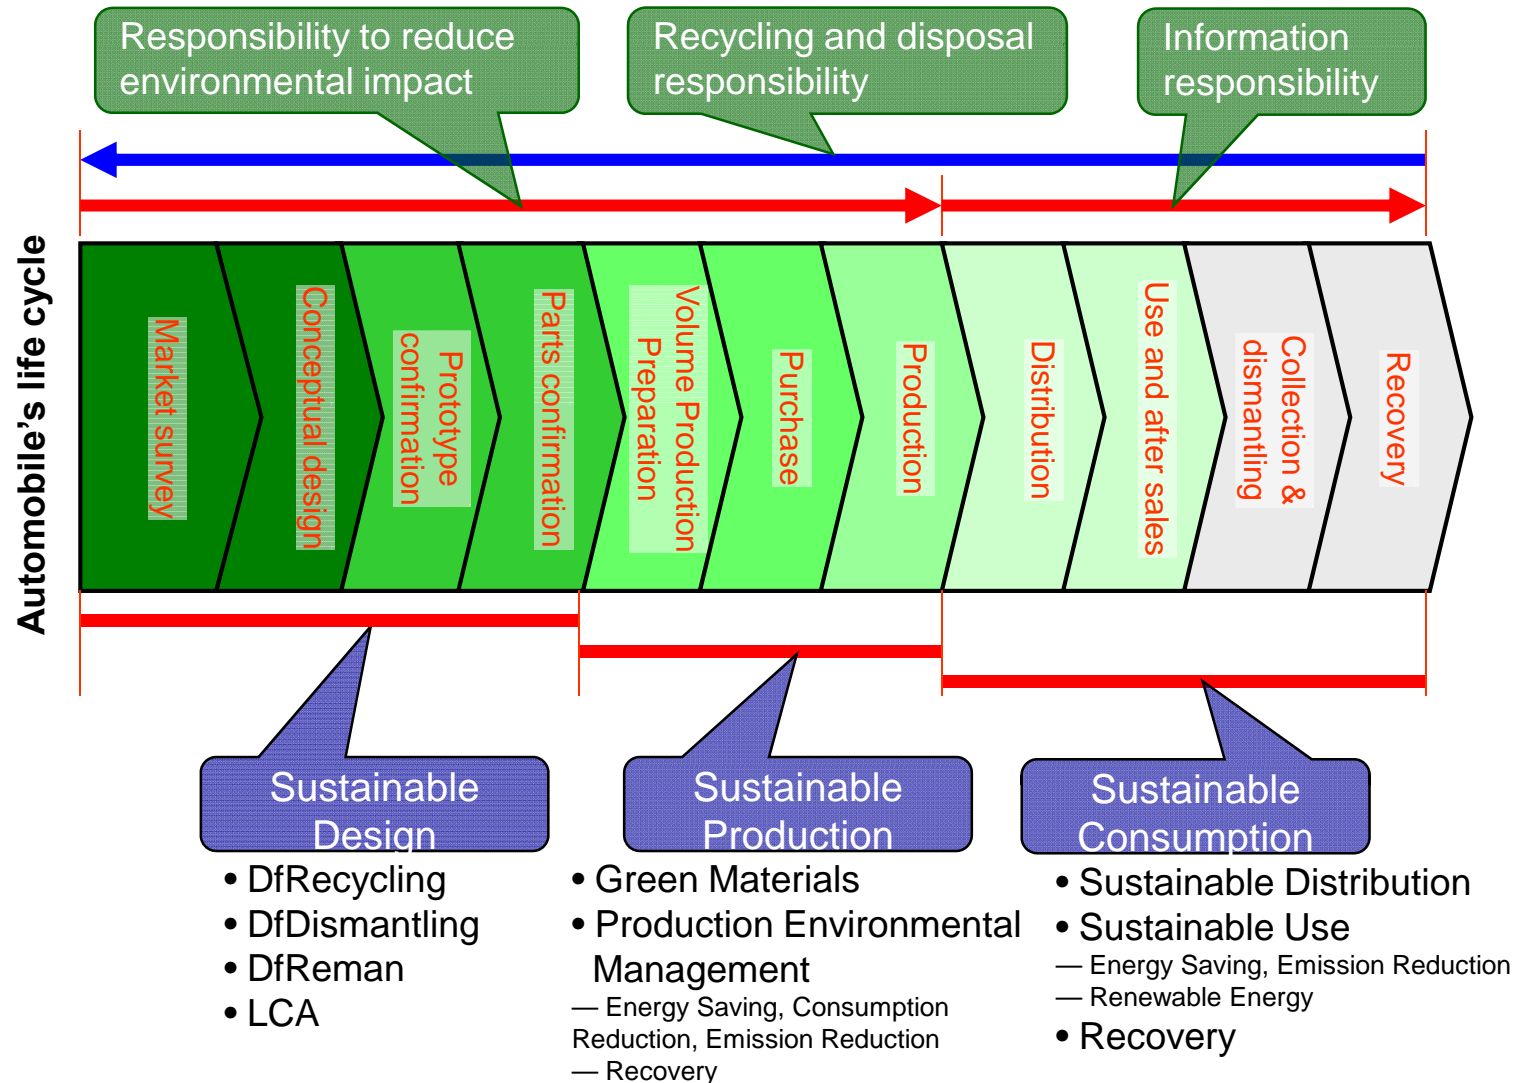 Responsibility to reduce
environmental impact
Recycling and disposal
responsibility
Information
responsibility
Automobile's life cycle
Market survey
Conceptual design
Prototype
confirmation
Parts confirmation
Volume Production
Preparation
Purchase
Production
Distribution
Use and after sales
Collection &
dismantling
Recovery
Sustainable
Design
• DfRecycling
• DfDismantling
• DfReman
• LCA
Sustainable
Production
• Green Materials
• Production Environmental
Management
— Energy Saving, Consumption
Reduction, Emission Reduction
— Recovery
Sustainable
Consumption
• Sustainable Distribution
• Sustainable Use
— Energy Saving, Emission Reduction
— Renewable Energy
• Recovery